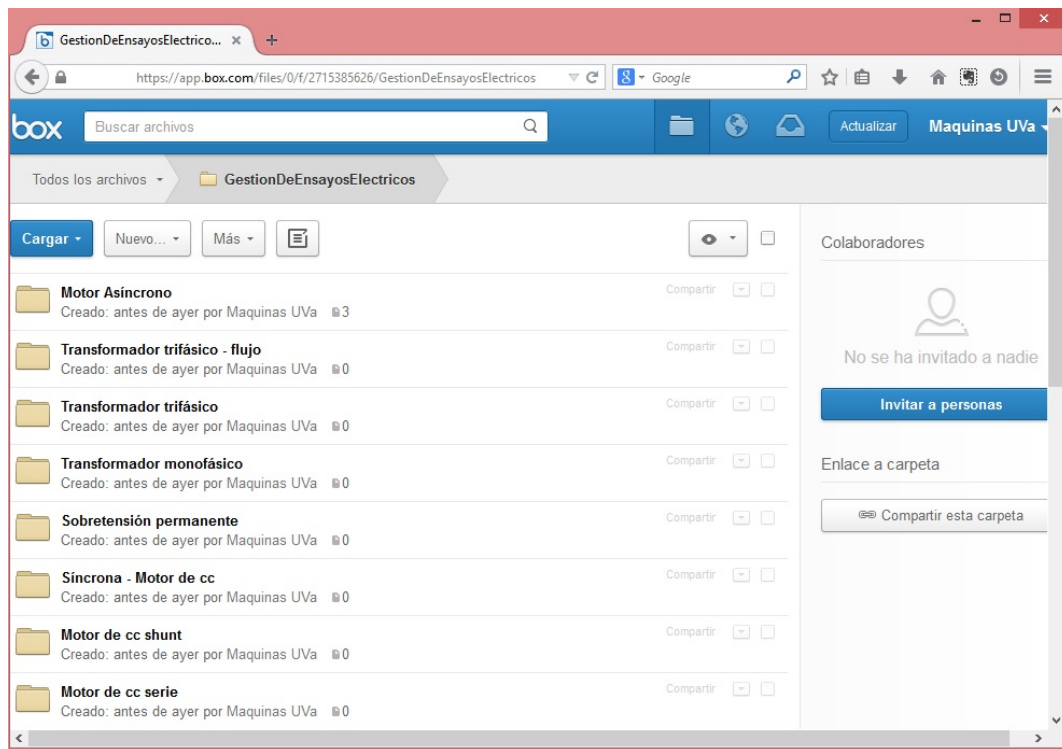 GestionDeEnsayosElectrico...
https://app.box.com/files/0/f/2715385626/GestionDeEnsayosElectricos
Google
box
Buscar archivos
Actualizar
Maquinas UVa
Todos los archivos
GestionDeEnsayosElectricos
Cargar
Nuevo...
Más
Colaboradores
Motor Asíncrono
Compartir
Creado: antes de ayer por Maquinas UVa 3
Transformador trifásico - flujo
Compartir
Creado: antes de ayer por Maquinas UVa 0
No se ha invitado a nadie
Transformador trifásico
Compartir
Creado: antes de ayer por Maquinas UVa 0
Invitar a personas
Transformador monofásico
Compartir
Creado: antes de ayer por Maquinas UVa 0
Enlace a carpeta
Sobretensión permanente
Compartir
Creado: antes de ayer por Maquinas UVa 0
Compartir esta carpeta
Síncrona - Motor de cc
Compartir
Creado: antes de ayer por Maquinas UVa 0
Motor de cc shunt
Compartir
Creado: antes de ayer por Maquinas UVa 0
Motor de cc serie
Compartir
Creado: antes de ayer por Maquinas UVa 0